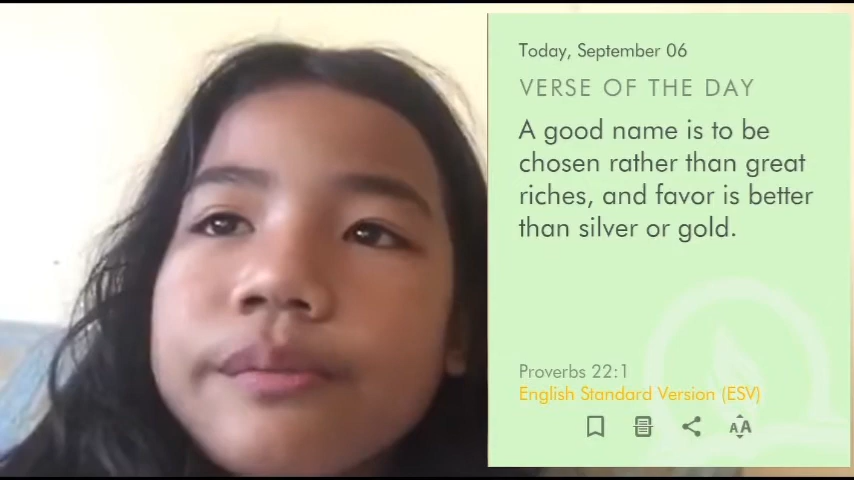 Today, September 06
VERSE OF THE DAY
A good name is to be
chosen rather than great
riches, and favor is better
than silver or gold.
Proverbs 22:1
English Standard Version (ESV)
AA